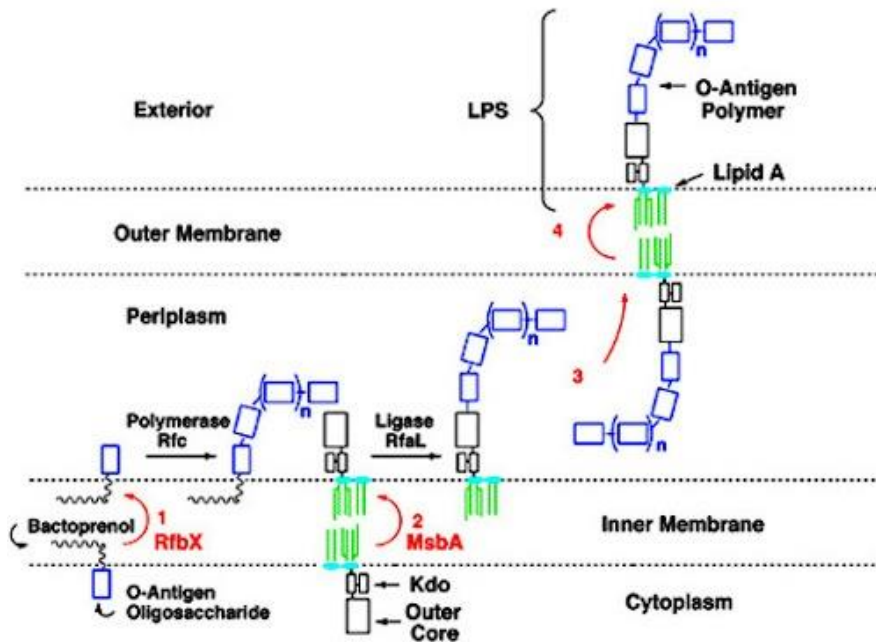 n
O-Antigen
Polymer
Exterior
LPS
Lipid A
Outer Membrane
4
Periplasm
3
n
n
Polymerase
Rfc
Ligase
RfaL
n
1
RfbX
Bactoprenol
2
MsbA
Inner Membrane
O-Antigen
Oligosaccharide
Kdo
Outer
Core
Cytoplasm